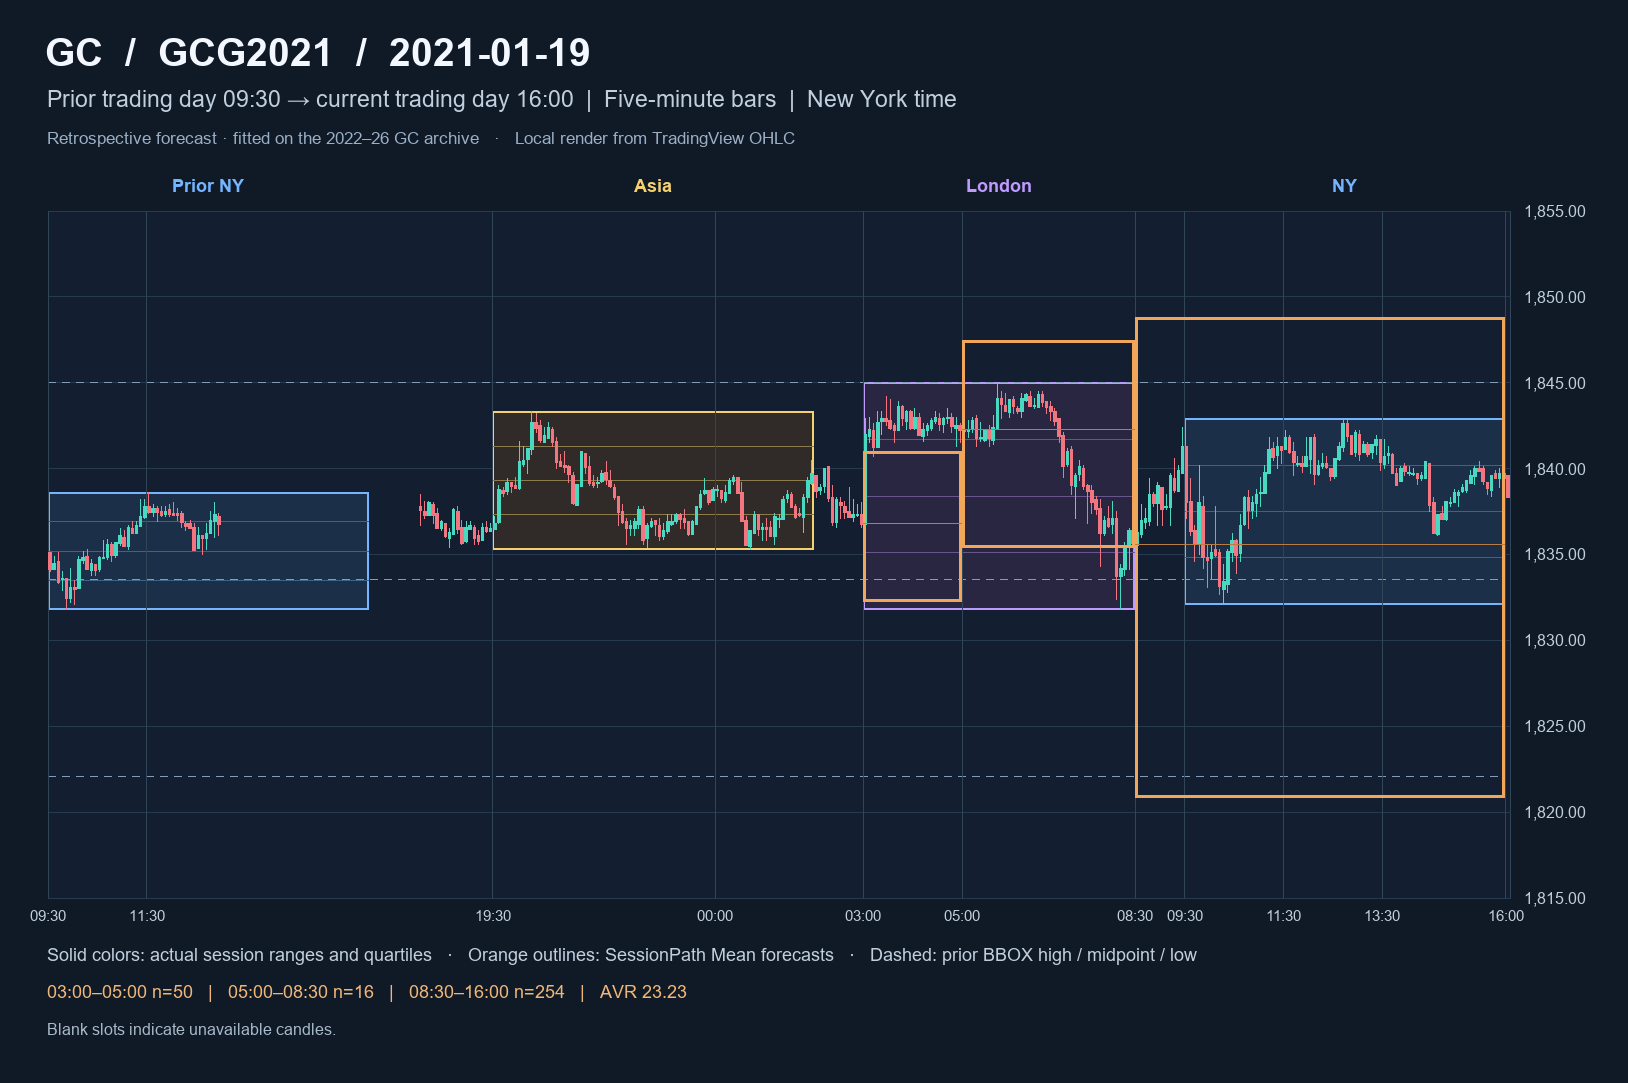 GC / GCG2021 / 2021-01-19
Prior trading day 09:30 → current trading day 16:00 | Five-minute bars | New York time
Retrospective forecast · fitted on the 2022–26 GC archive · Local render from TradingView OHLC
Prior NY Asia London NY
1,855.00
1,850.00
1,845.00
1,840.00
1,835.00
1,830.00
1,825.00
1,820.00
1,815.00
09:30 11:30 19:30 00:00 03:00 05:00 08:30 09:30 11:30 13:30 16:00
Solid colors: actual session ranges and quartiles · Orange outlines: SessionPath Mean forecasts · Dashed: prior BBOX high / midpoint / low
03:00–05:00 n=50 | 05:00–08:30 n=16 | 08:30–16:00 n=254 | AVR 23.23
Blank slots indicate unavailable candles.